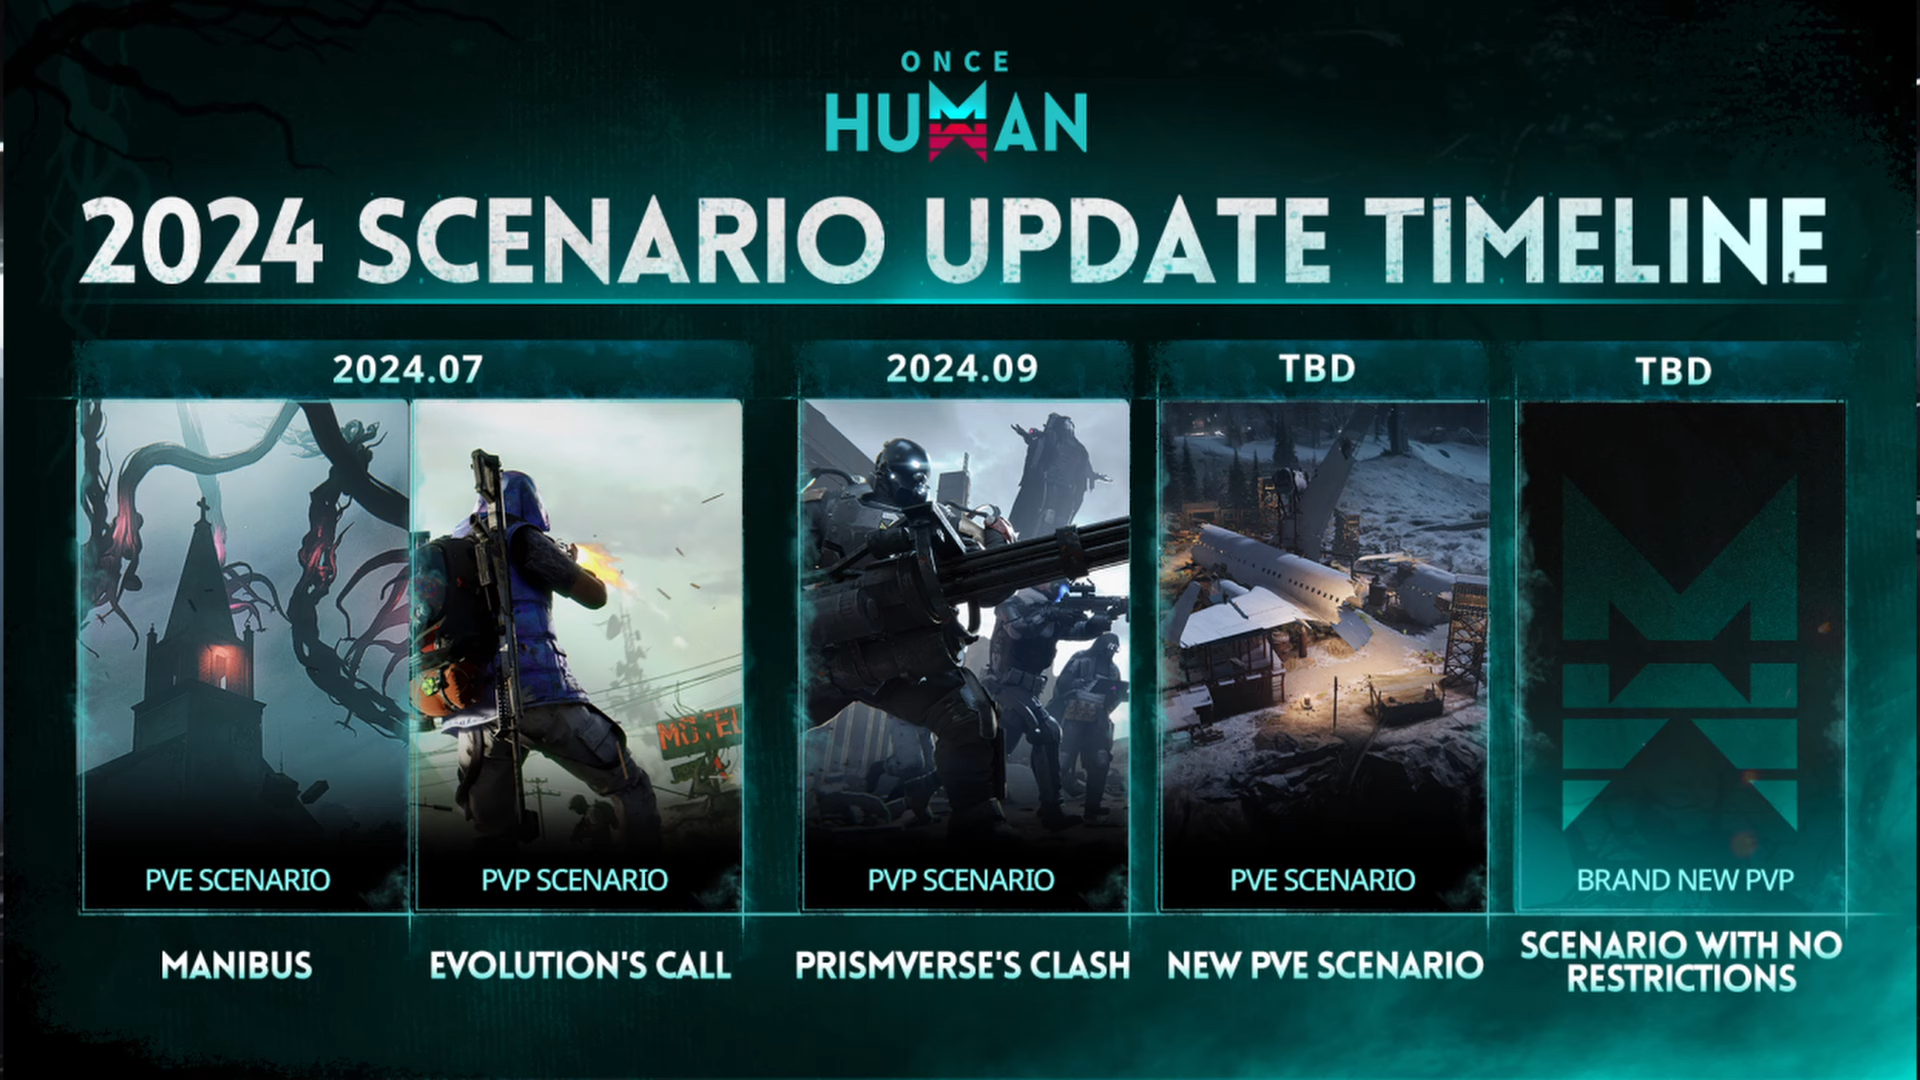 ONCE
HUMAN
2024 SCENARIO UPDATE TIMELINE
2024.07
2024.09
TBD
TBD
MOTEL
PVE SCENARIO
PVP SCENARIO
PVP SCENARIO
PVE SCENARIO
BRAND NEW PVP
MANIBUS
EVOLUTION'S CALL
PRISMVERSE'S CLASH
NEW PVE SCENARIO
SCENARIO WITH NO
RESTRICTIONS